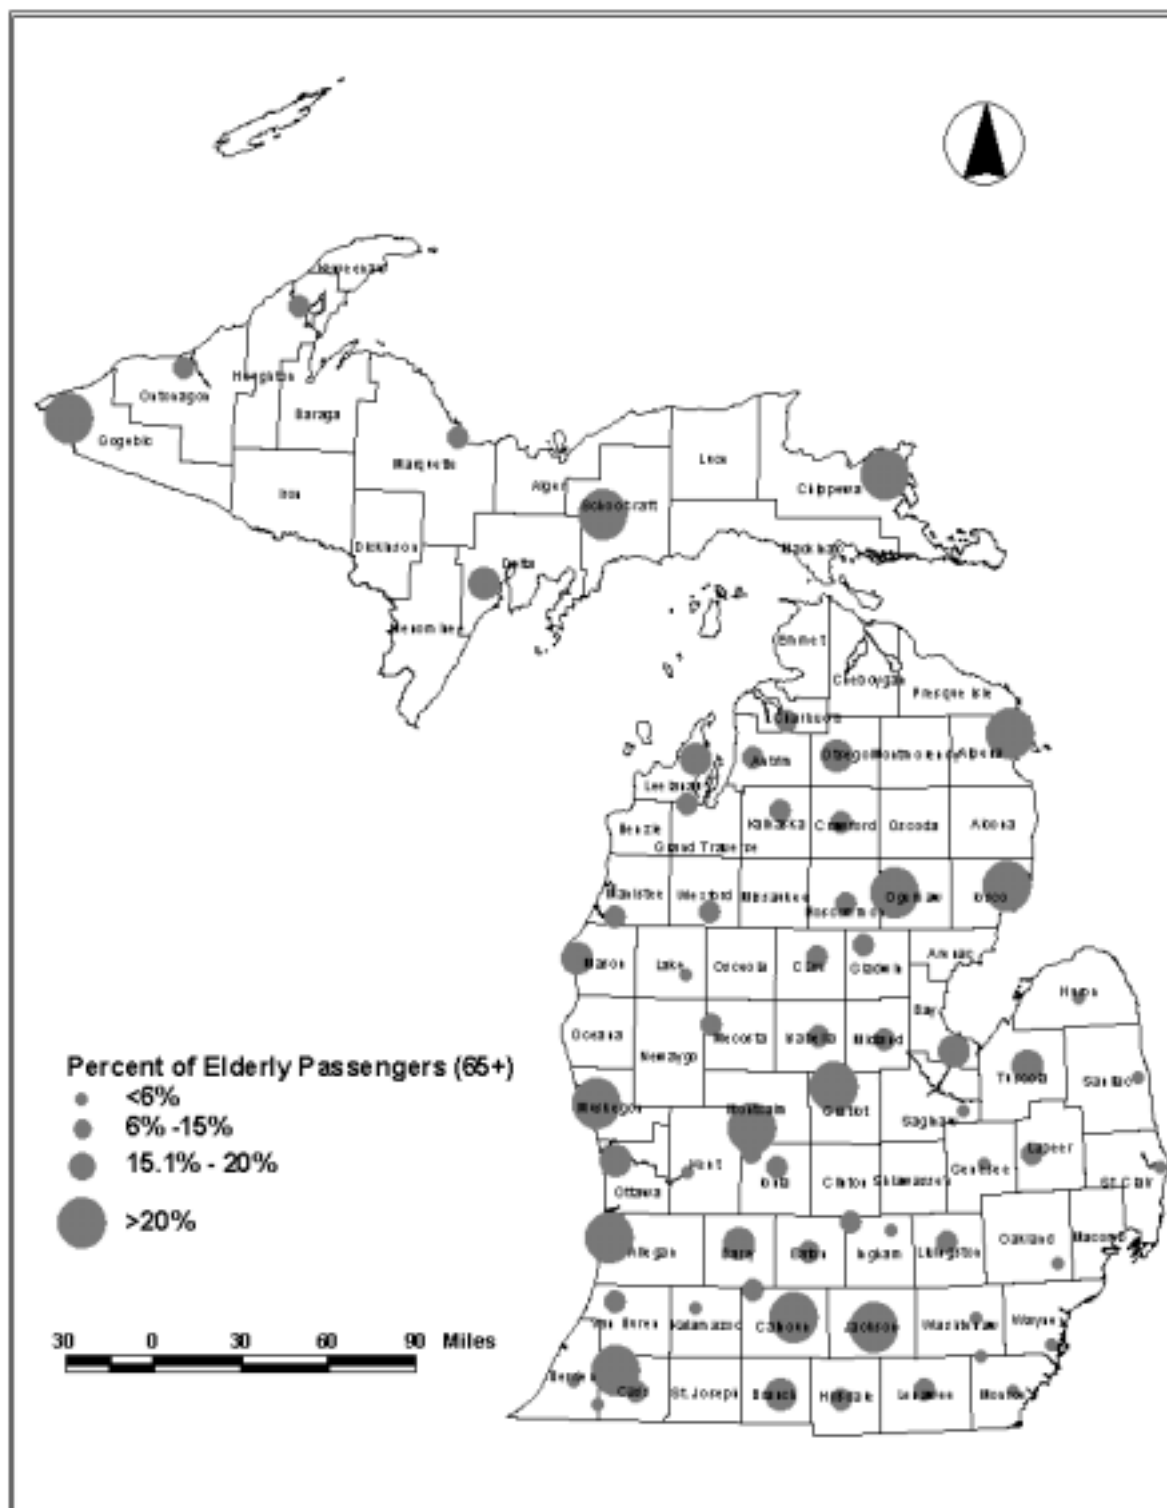 Houghton
Ontonagon
Baraga
Gogebic
Marquette
Luce
Alger
Chippewa
Iron
Schoolcraft
Dickinson
Delta
Emmet
Cheboygan
Presque Isle
Antrim
Otsego
Montmorency
Alpena
Leelanau
Benzie
Kalkaska
Crawford
Oscoda
Alcona
Grand Traverse
Manistee
Wexford
Missaukee
Roscommon
Ogemaw
Iosco
Mason
Lake
Osceola
Clare
Gladwin
Arenac
Huron
Oceana
Newaygo
Mecosta
Isabella
Midland
Bay
Percent of Elderly Passengers (65+)
<6%
6% -15%
15.1% - 20%
>20%
Tuscola
Sanilac
Muskegon
Montcalm
Gratiot
Saginaw
Kent
Ionia
Clinton
Shiawassee
Genesee
Lapeer
St. Clair
Ottawa
Allegan
Barry
Eaton
Ingham
Livingston
Oakland
Macomb
Van Buren
Kalamazoo
Calhoun
Jackson
Washtenaw
Wayne
30 0 30 60 90 Miles
Berrien
Cass
St. Joseph
Branch
Hillsdale
Lenawee
Monroe